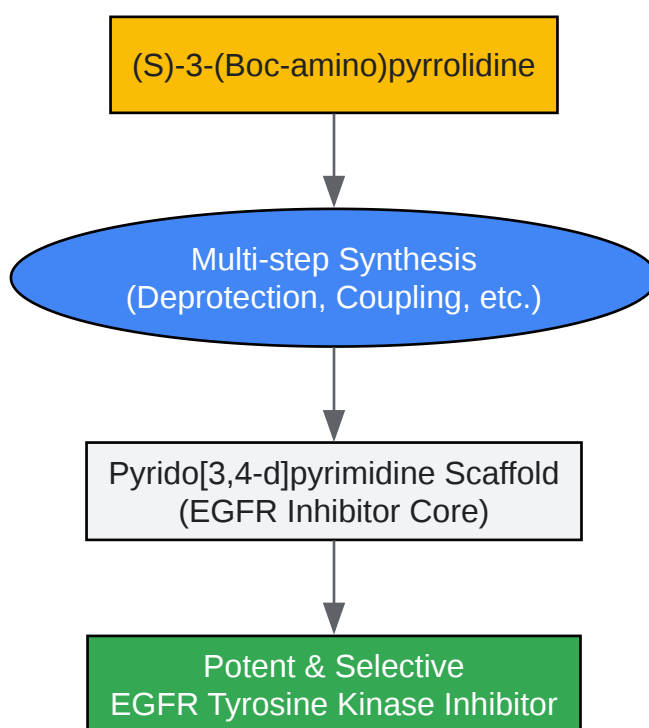 (S)-3-(Boc-amino)pyrrolidine
Multi-step Synthesis
(Deprotection, Coupling, etc.)
Pyrido[3,4-d]pyrimidine Scaffold
(EGFR Inhibitor Core)
Potent & Selective
EGFR Tyrosine Kinase Inhibitor